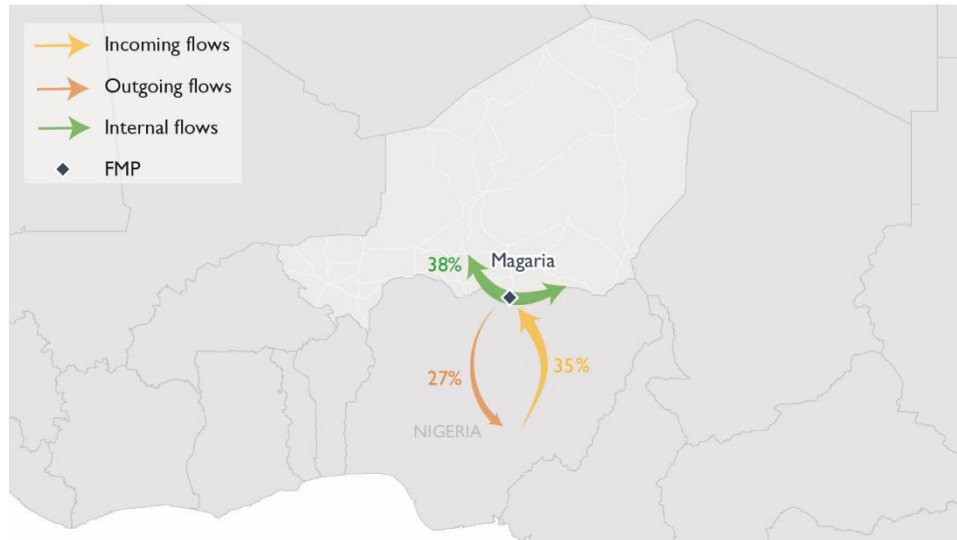 Incoming flows
Outgoing flows
Internal flows
FMP
38%
Magaria
27%
35%
NIGERIA